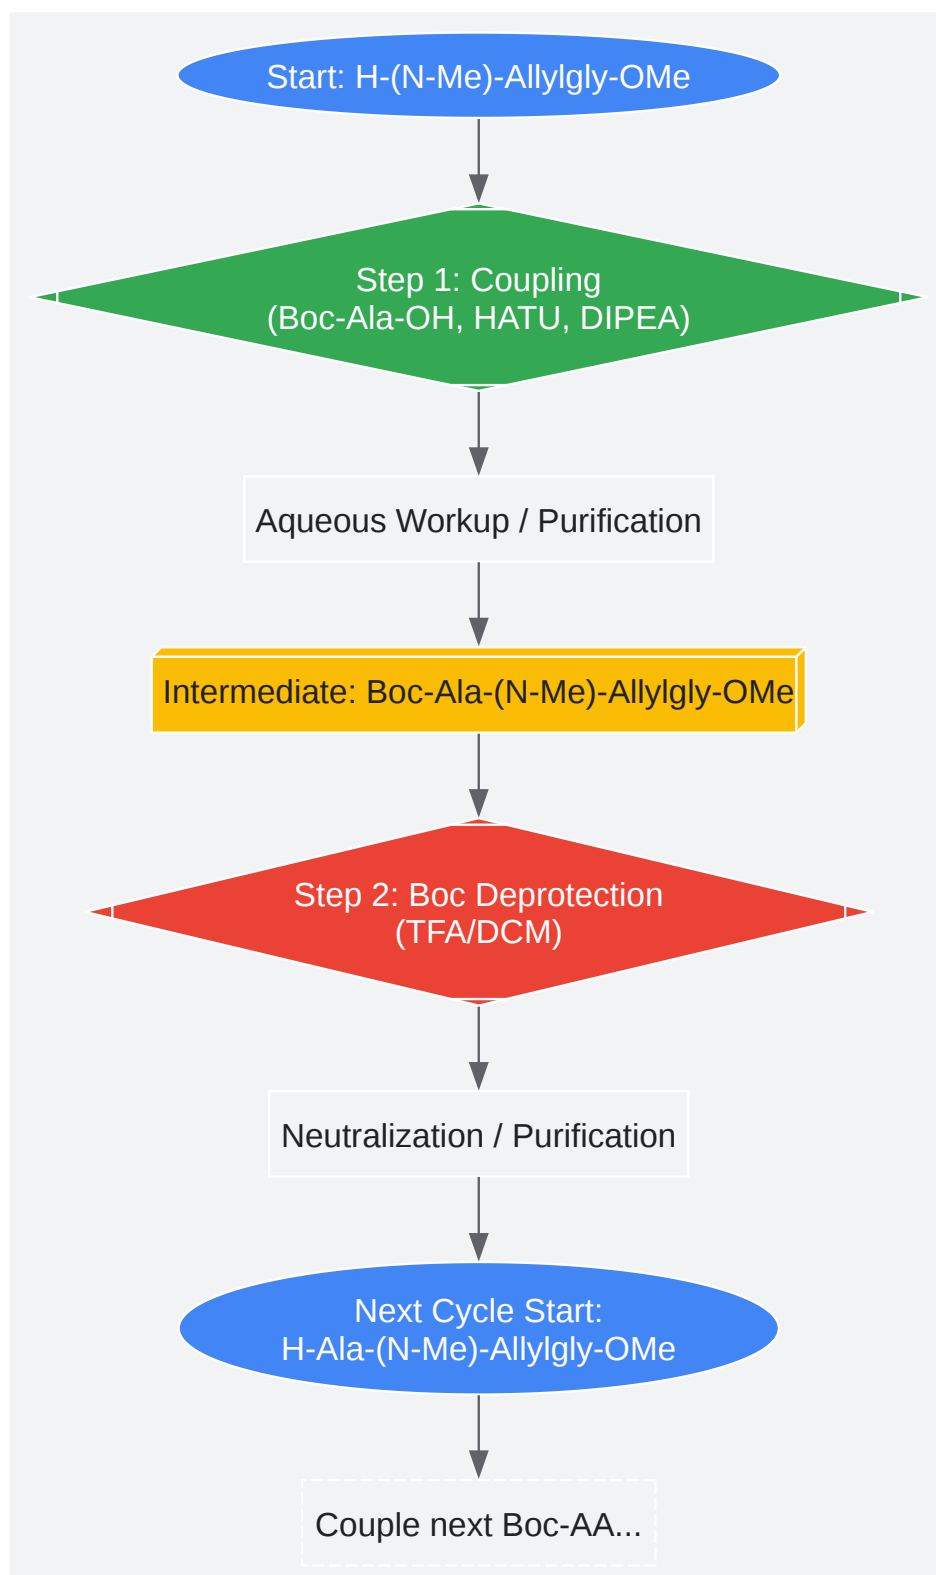 Start: H-(N-Me)-Allylgly-OMe
Step 1: Coupling
(Boc-Ala-OH, HATU, DIPEA)
Aqueous Workup / Purification
Intermediate: Boc-Ala-(N-Me)-Allylgly-OMe
Step 2: Boc Deprotection
(TFA/DCM)
Neutralization / Purification
Next Cycle Start:
H-Ala-(N-Me)-Allylgly-OMe
Couple next Boc-AA...